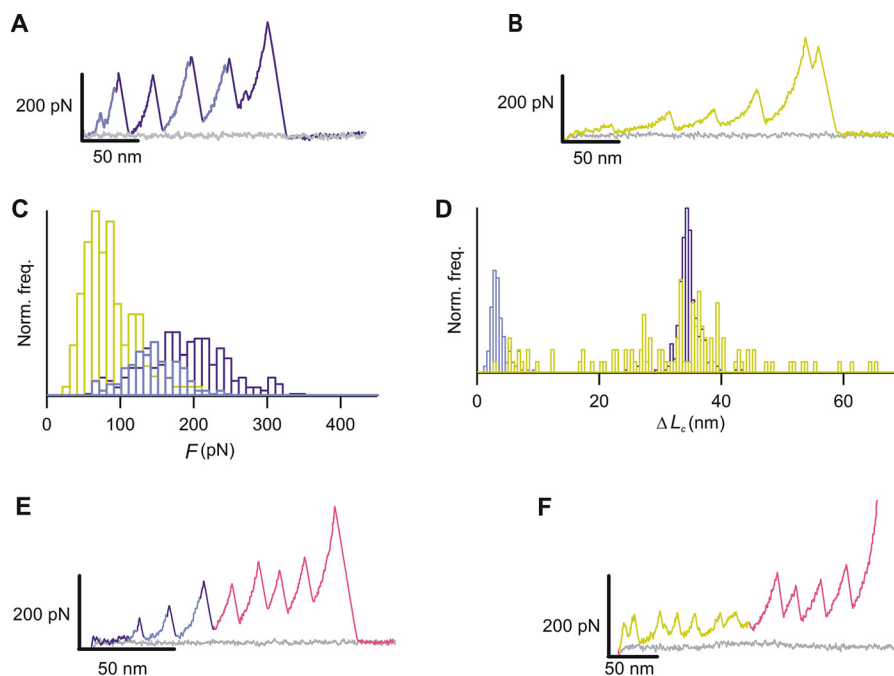 A
B
200 pN
50 nm
200 pN
50 nm
C
D
Norm. freq.
Norm. freq.
0
100
200
300
400
F (pN)
0
20
40
60
Δ Lc (nm)
E
F
200 pN
50 nm
200 pN
50 nm